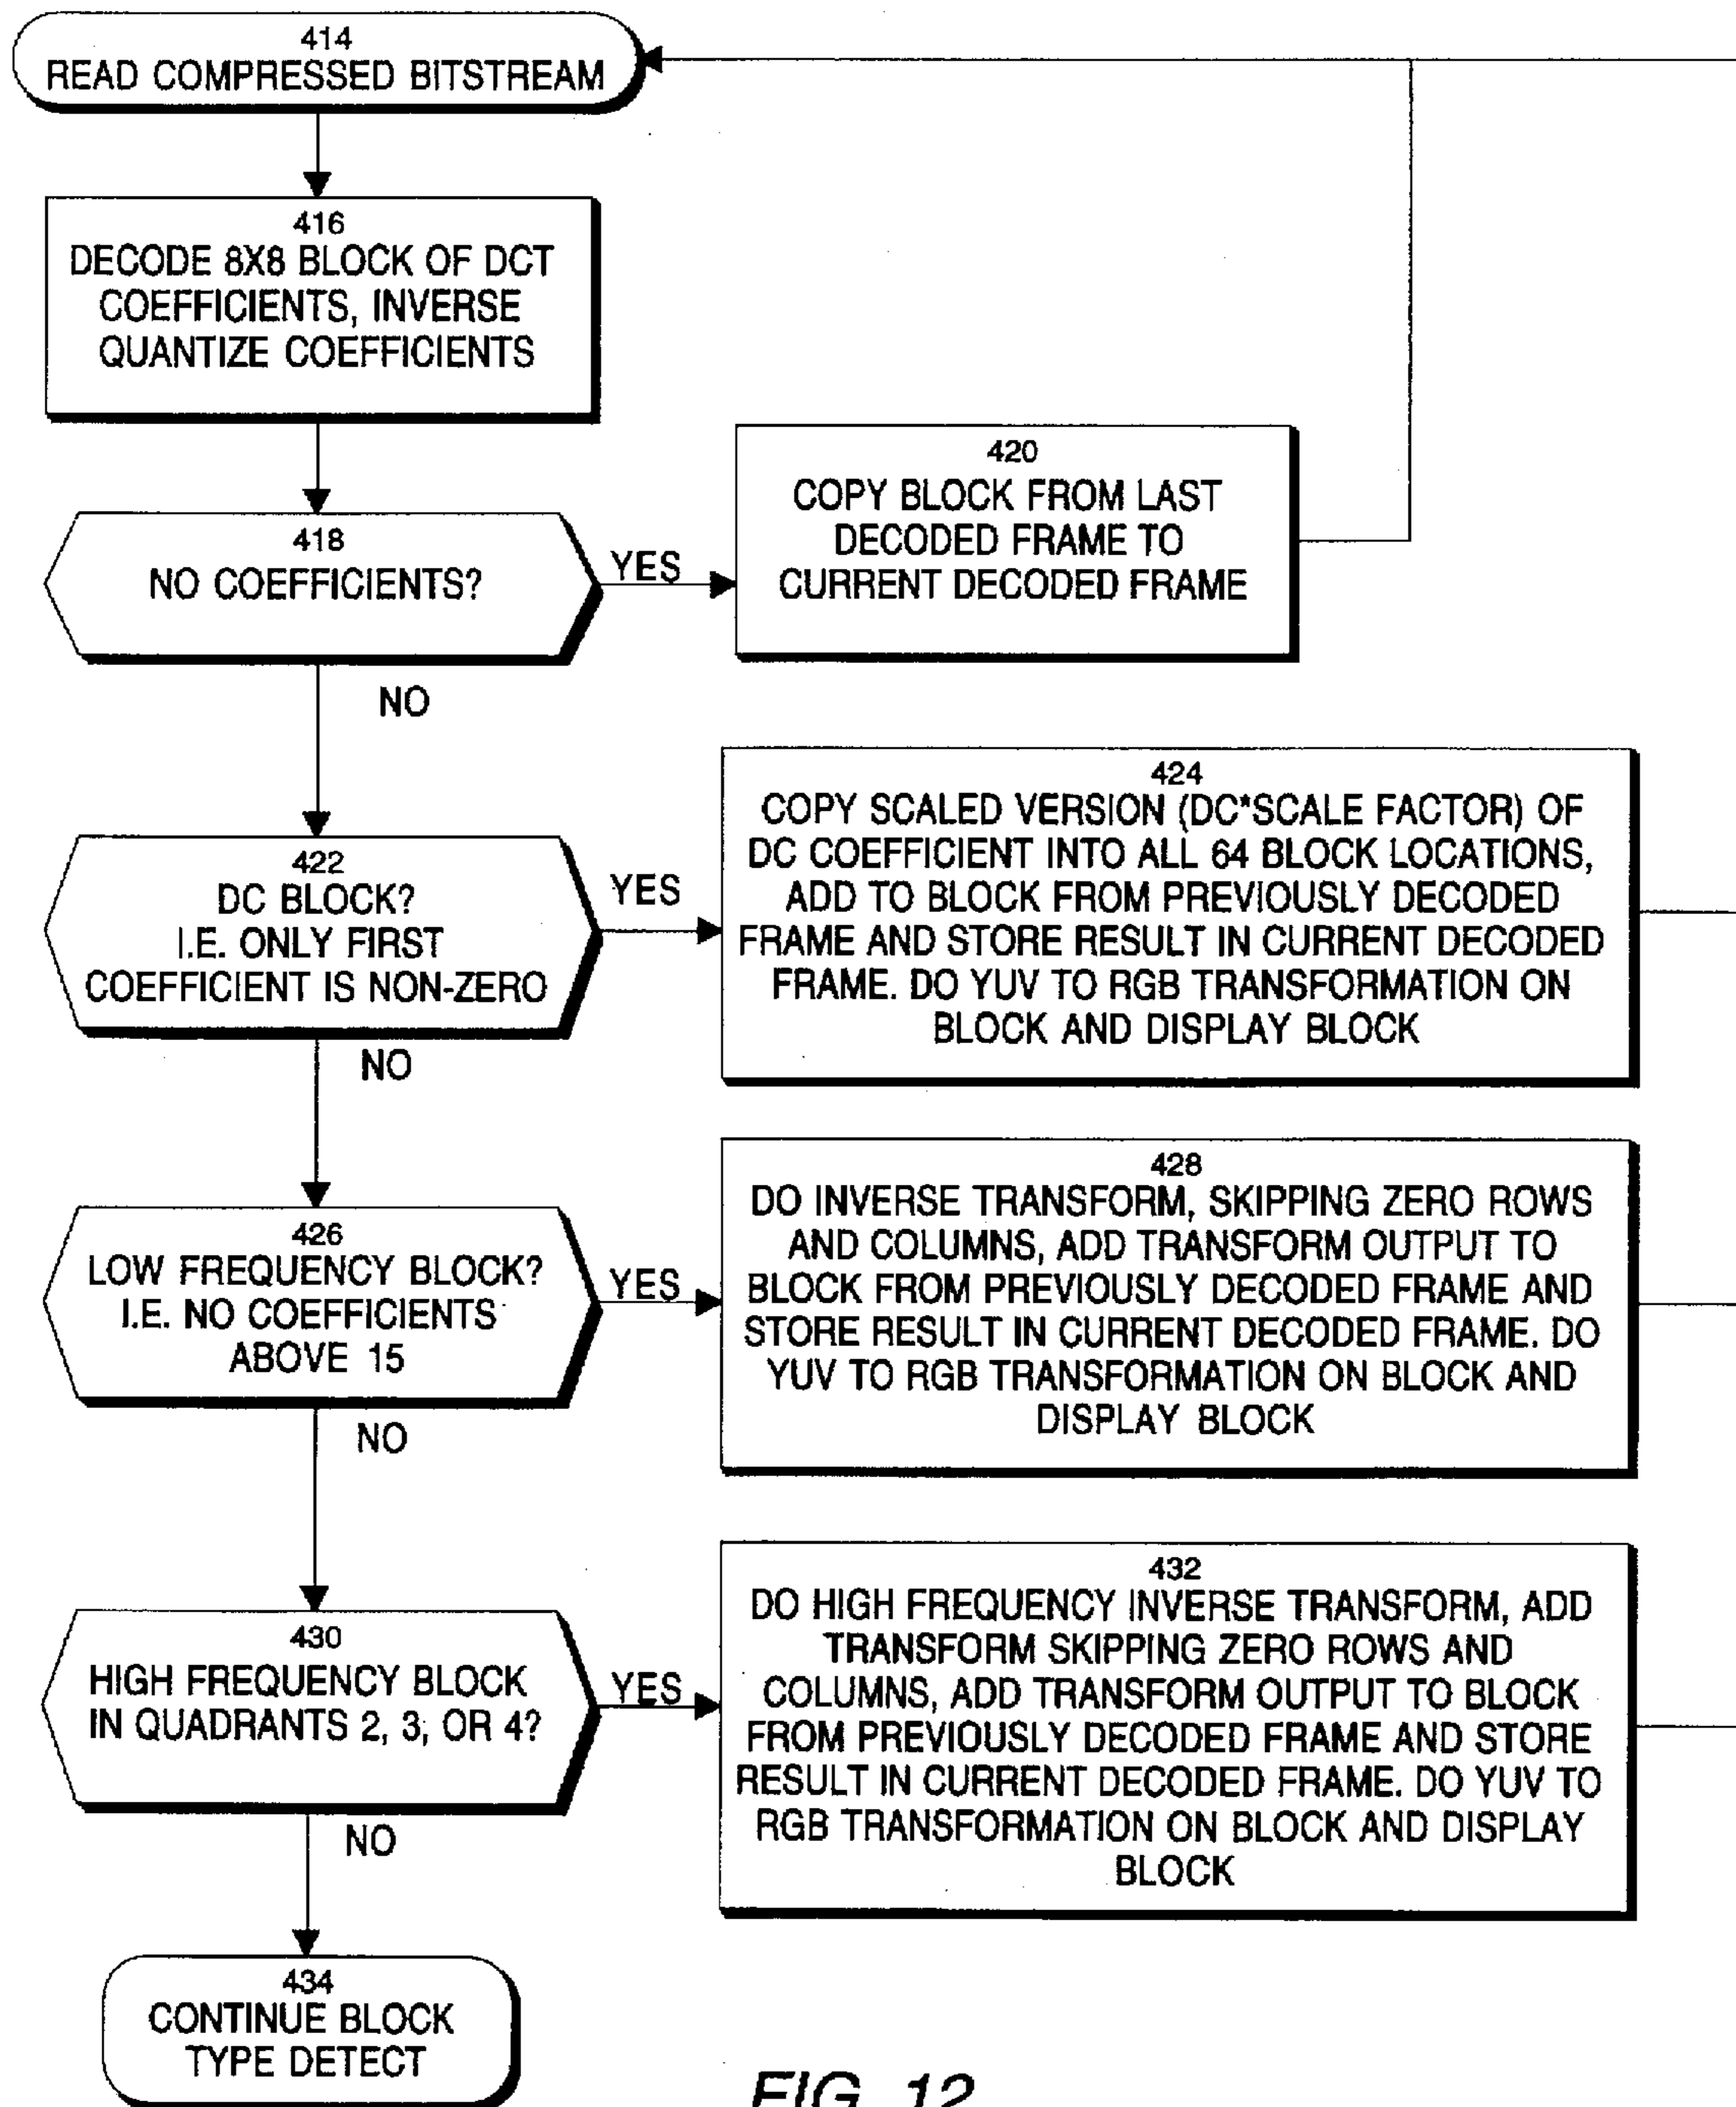 414
READ COMPRESSED BITSTREAM
416
DECODE 8X8 BLOCK OF DCT
COEFFICIENTS, INVERSE
QUANTIZE COEFFICIENTS
418
NO COEFFICIENTS?
YES
420
COPY BLOCK FROM LAST
DECODED FRAME TO
CURRENT DECODED FRAME
NO
422
DC BLOCK?
I.E. ONLY FIRST
COEFFICIENT IS NON-ZERO
YES
424
COPY SCALED VERSION (DC*SCALE FACTOR) OF
DC COEFFICIENT INTO ALL 64 BLOCK LOCATIONS,
ADD TO BLOCK FROM PREVIOUSLY DECODED
FRAME AND STORE RESULT IN CURRENT DECODED
FRAME. DO YUV TO RGB TRANSFORMATION ON
BLOCK AND DISPLAY BLOCK
NO
426
LOW FREQUENCY BLOCK?
I.E. NO COEFFICIENTS
ABOVE 15
YES
428
DO INVERSE TRANSFORM, SKIPPING ZERO ROWS
AND COLUMNS, ADD TRANSFORM OUTPUT TO
BLOCK FROM PREVIOUSLY DECODED FRAME AND
STORE RESULT IN CURRENT DECODED FRAME. DO
YUV TO RGB TRANSFORMATION ON BLOCK AND
DISPLAY BLOCK
NO
430
HIGH FREQUENCY BLOCK
IN QUADRANTS 2, 3, OR 4?
YES
432
DO HIGH FREQUENCY INVERSE TRANSFORM, ADD
TRANSFORM SKIPPING ZERO ROWS AND
COLUMNS, ADD TRANSFORM OUTPUT TO BLOCK
FROM PREVIOUSLY DECODED FRAME AND STORE
RESULT IN CURRENT DECODED FRAME. DO YUV TO
RGB TRANSFORMATION ON BLOCK AND DISPLAY
BLOCK
NO
434
CONTINUE BLOCK
TYPE DETECT
FIG. 12